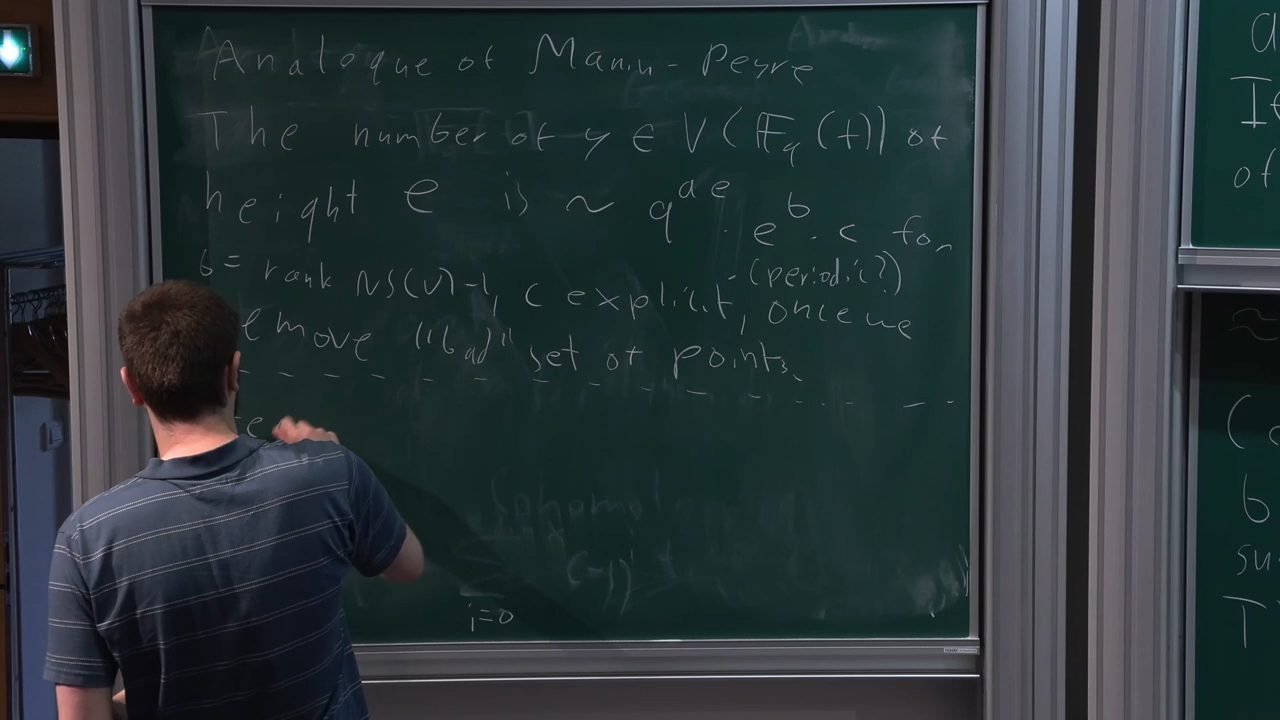 Analogue of Manin-Peyre
The number of y ∈ V(𝔽q(t)) of
height e is ~ q^{ae} · e^b · c for
b = rank NS(V)-1, c explicit, once we
-(periodic?)
remove "bad" set of points.
i=0